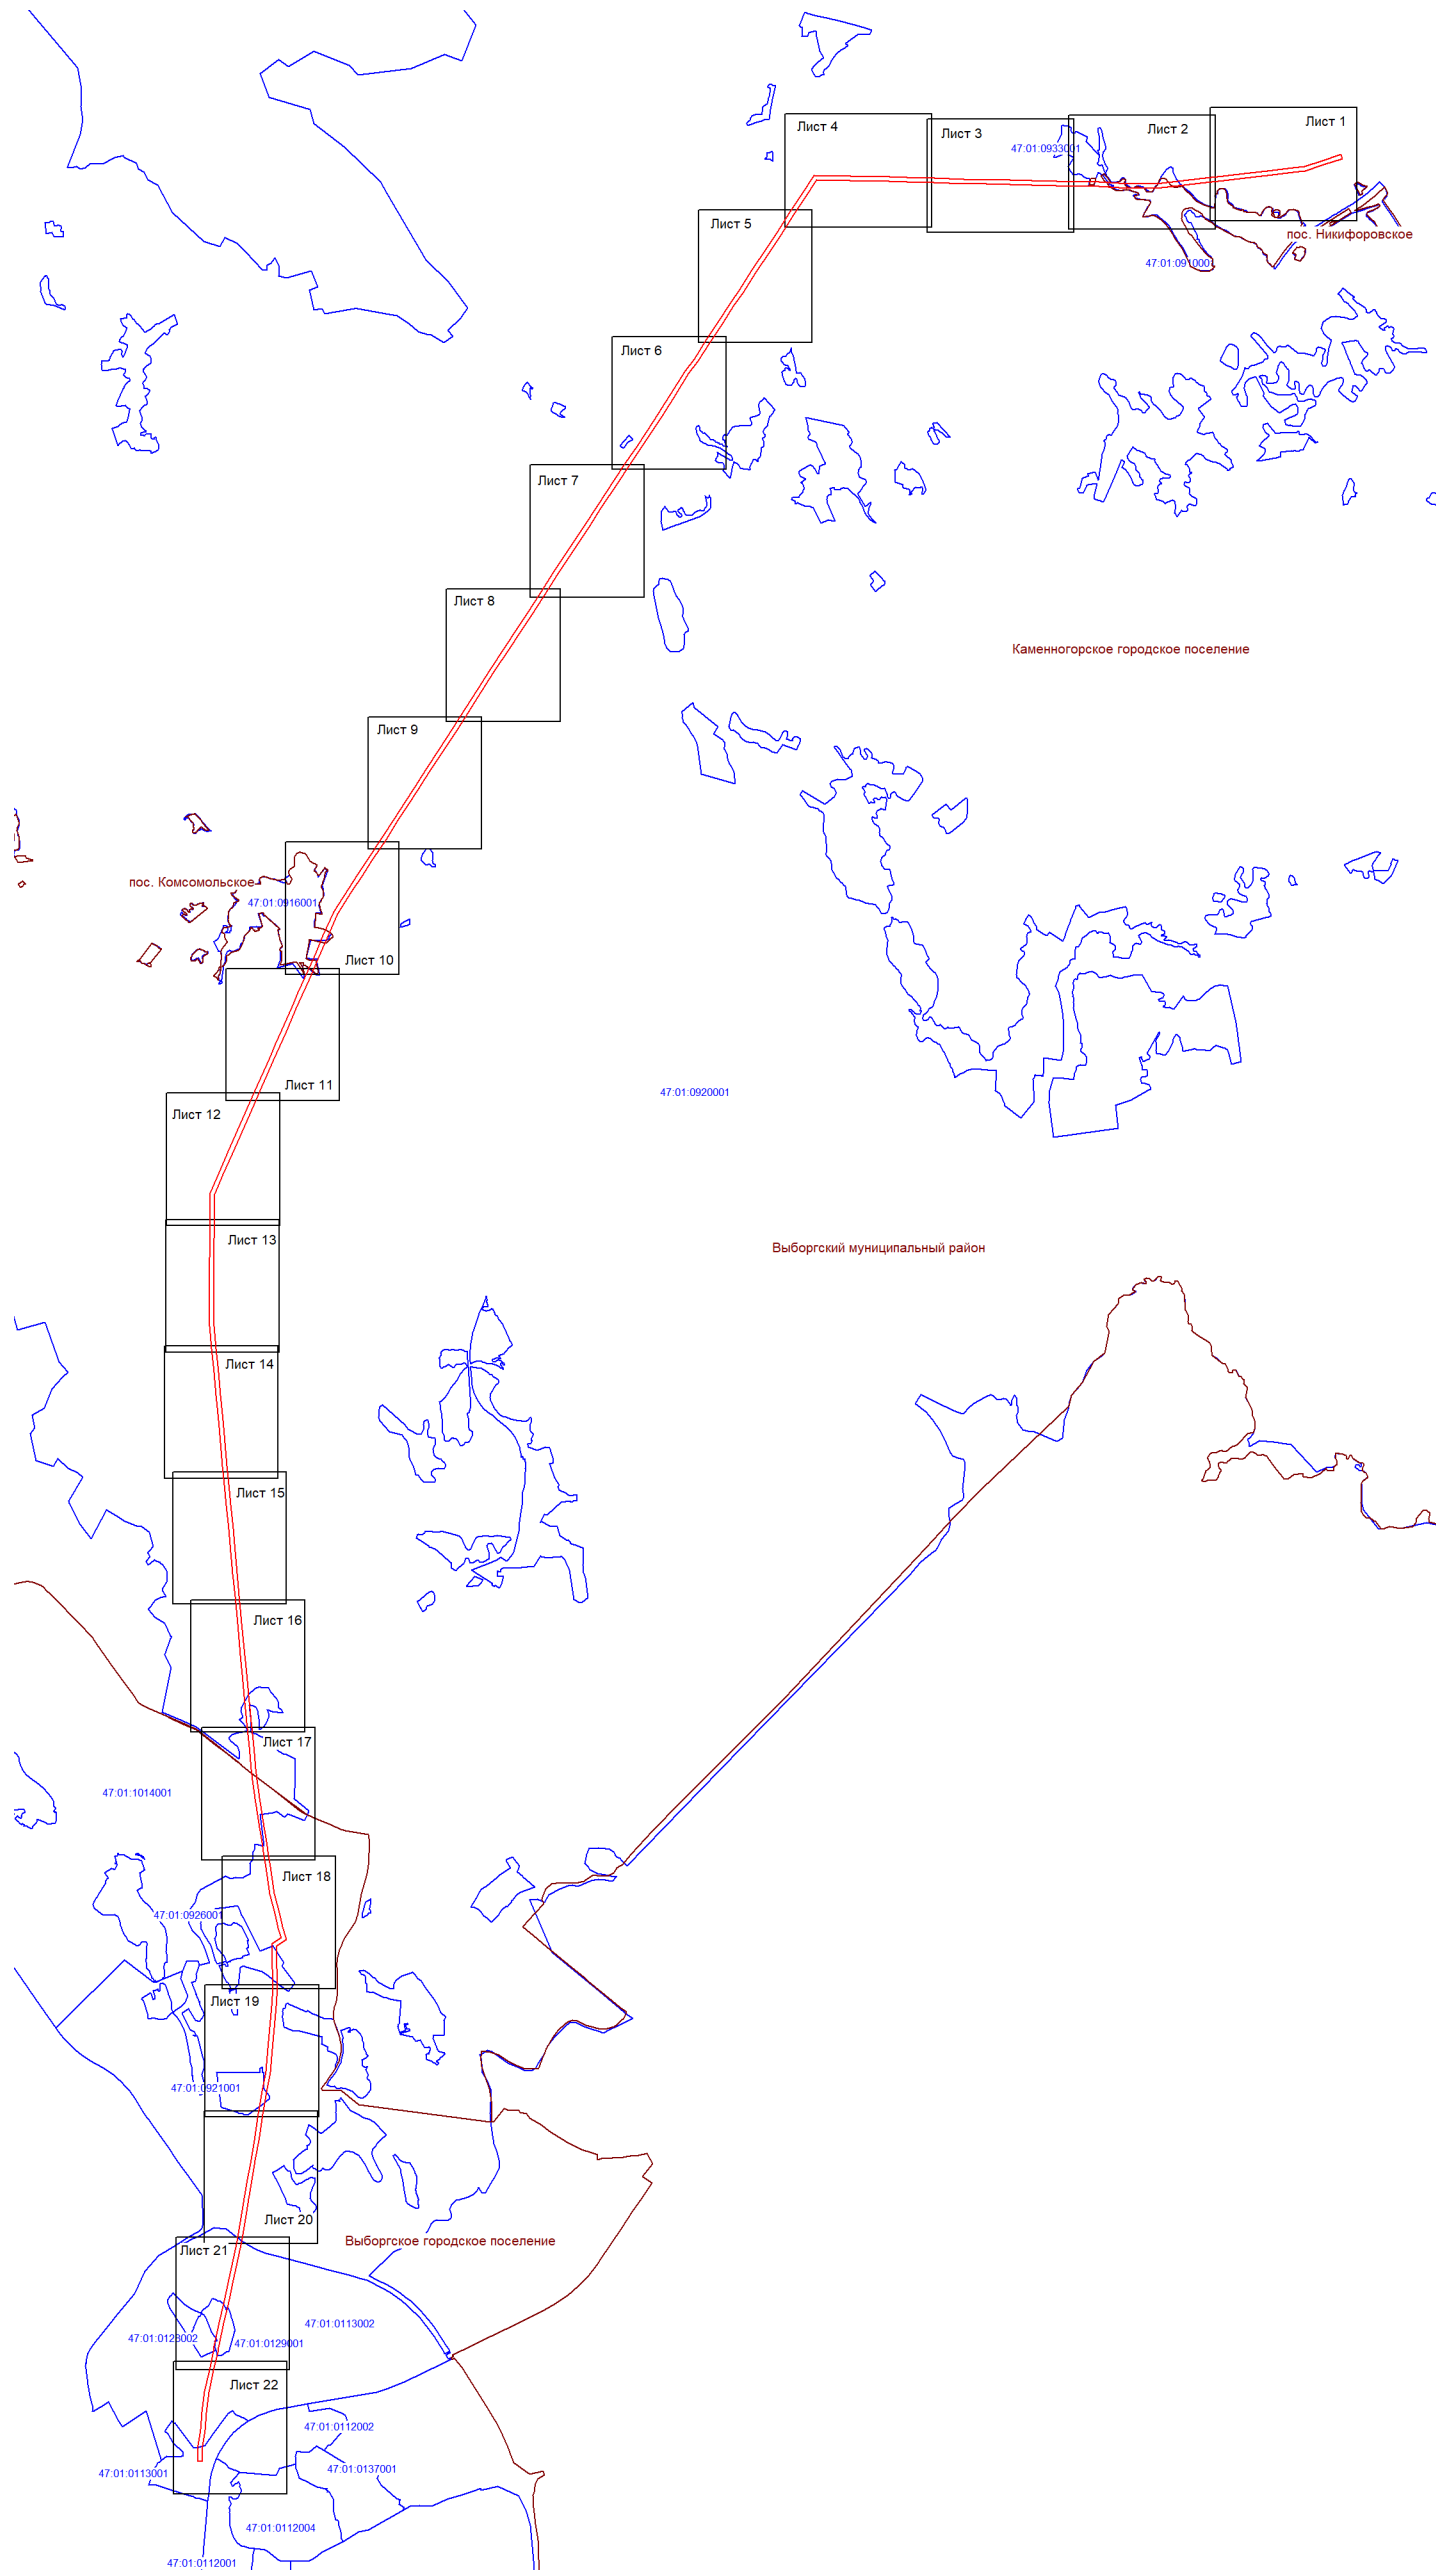 Лист 4
Лист 3
Лист 2
Лист 1
47:01:0933001
Лист 5
пос. Никифоровское
47:01:0910001
Лист 6
Лист 7
Лист 8
Каменногорское городское поселение
Лист 9
пос. Комсомольское
47:01:0916001
Лист 10
Лист 11
47:01:0920001
Лист 12
Лист 13
Выборгский муниципальный район
Лист 14
Лист 15
Лист 16
Лист 17
47:01:1014001
Лист 18
47:01:0926001
Лист 19
47:01:0921001
Лист 20
Выборгское городское поселение
Лист 21
47:01:0113002
47:01:0128002
47:01:0129001
Лист 22
47:01:0112002
47:01:0137001
47:01:0113001
47:01:0112004
47:01:0112001